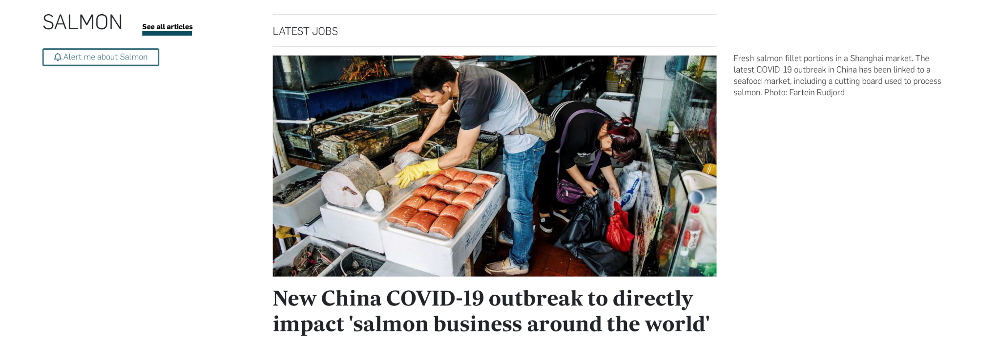 SALMON
See all articles
Alert me about Salmon
LATEST JOBS
Fresh salmon fillet portions in a Shanghai market. The
latest COVID-19 outbreak in China has been linked to a
seafood market, including a cutting board used to process
salmon. Photo: Fartein Rudjord
New China COVID-19 outbreak to directly
impact 'salmon business around the world'